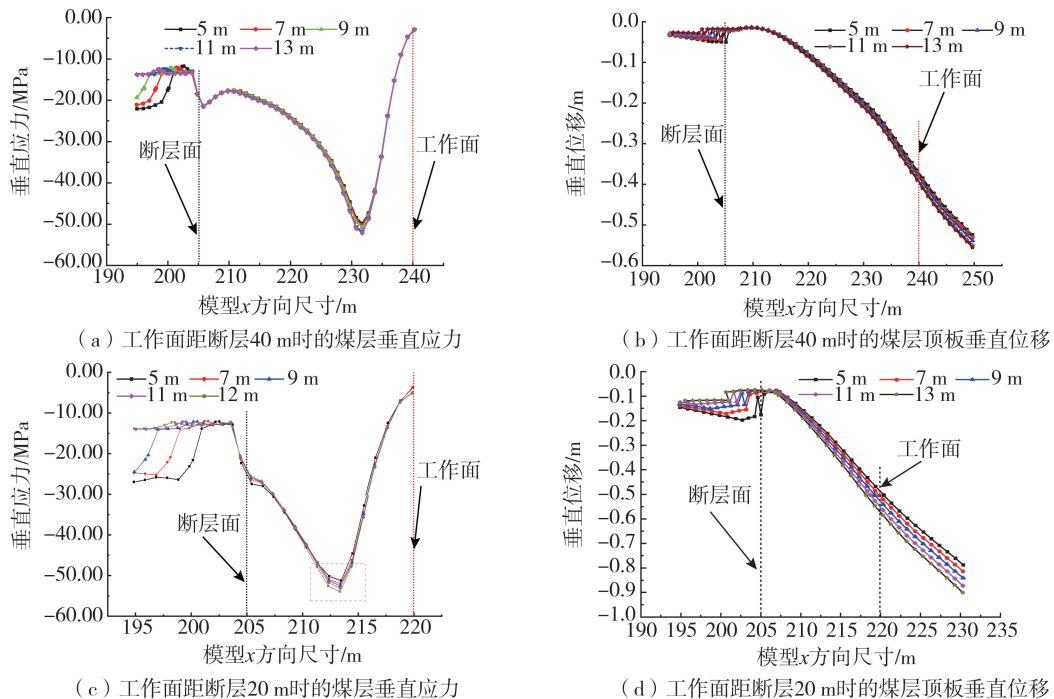 0.00
−10.00
−20.00
−30.00
−40.00
−50.00
−60.00
垂直应力/MPa
5 m 7 m 9 m
11 m 13 m
断层面
工作面
190 200 210 220 230 240
模型x方向尺寸/m
（a）工作面距断层40 m时的煤层垂直应力
0.0
−0.1
−0.2
−0.3
−0.4
−0.5
−0.6
垂直位移/m
5 m 7 m 9 m
11 m 13 m
工作面
断层面
190 200 210 220 230 240 250
模型x方向尺寸/m
（b）工作面距断层40 m时的煤层顶板垂直位移
0.00
−10.00
−20.00
−30.00
−40.00
−50.00
−60.00
垂直应力/MPa
5 m 7 m 9 m
11 m 12 m
断层面
工作面
190 195 200 205 210 215 220
模型x方向尺寸/m
（c）工作面距断层20 m时的煤层垂直应力
0.0
−0.1
−0.2
−0.3
−0.4
−0.5
−0.6
−0.7
−0.8
−0.9
−1.0
垂直位移/m
5 m 7 m 9 m
11 m 13 m
工作面
断层面
190 195 200 205 210 215 220 225 230 235
模型x方向尺寸/m
（d）工作面距断层20 m时的煤层顶板垂直位移